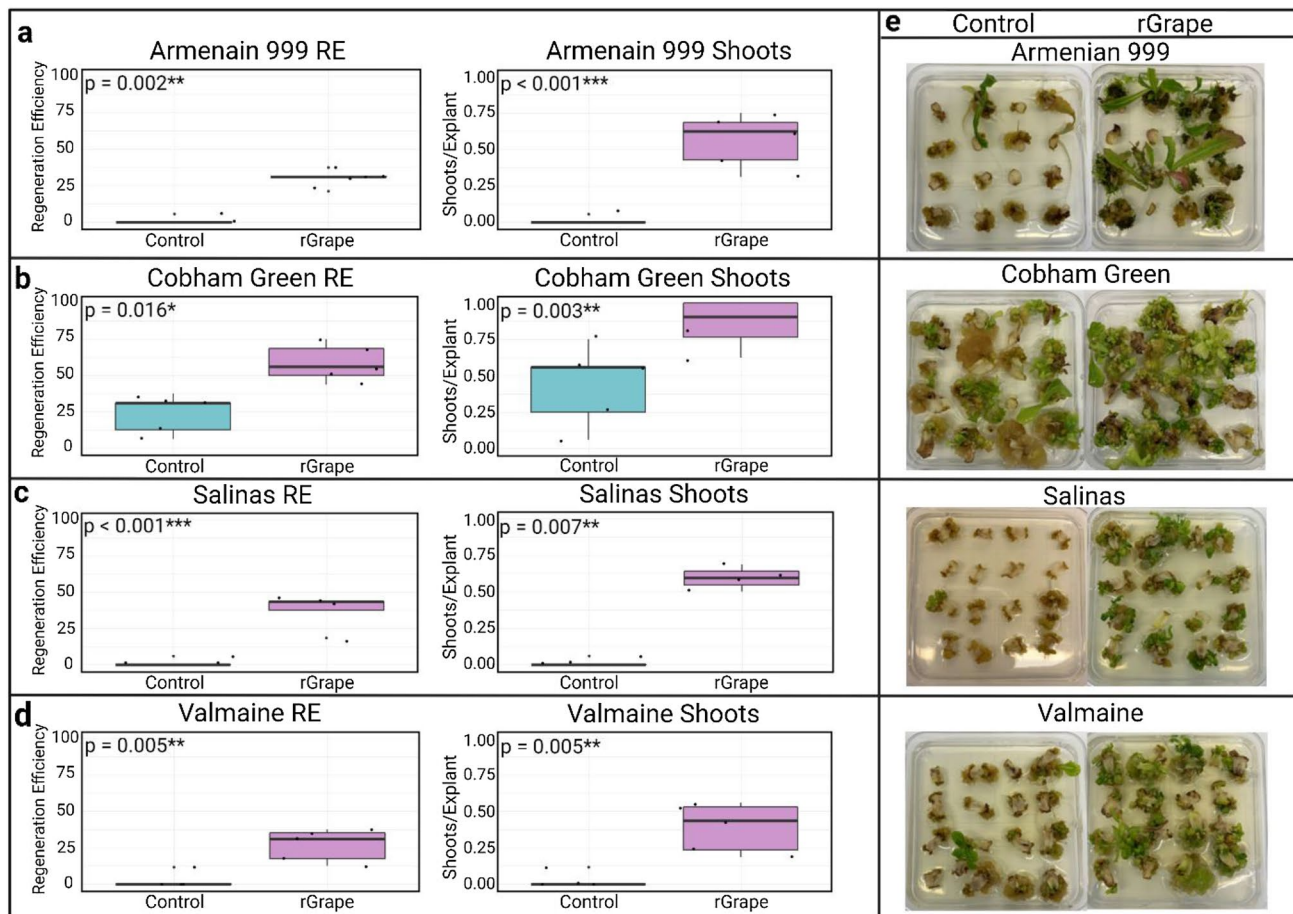 a
Armenain 999 RE
p = 0.002**
Regeneration Efficiency
100
75
50
25
0
Control rGrape
Armenain 999 Shoots
p < 0.001***
Shoots/Explant
1.00
0.75
0.50
0.25
0.00
Control rGrape
b
Cobham Green RE
p = 0.016*
Regeneration Efficiency
100
75
50
25
0
Control rGrape
Cobham Green Shoots
p = 0.003**
Shoots/Explant
1.00
0.75
0.50
0.25
0.00
Control rGrape
c
Salinas RE
p < 0.001***
Regeneration Efficiency
100
75
50
25
0
Control rGrape
Salinas Shoots
p = 0.007**
Shoots/Explant
1.00
0.75
0.50
0.25
0.00
Control rGrape
d
Valmaine RE
p = 0.005**
Regeneration Efficiency
100
75
50
25
0
Control rGrape
Valmaine Shoots
p = 0.005**
Shoots/Explant
1.00
0.75
0.50
0.25
0.00
Control rGrape
e
Control rGrape
Armenian 999
Cobham Green
Salinas
Valmaine